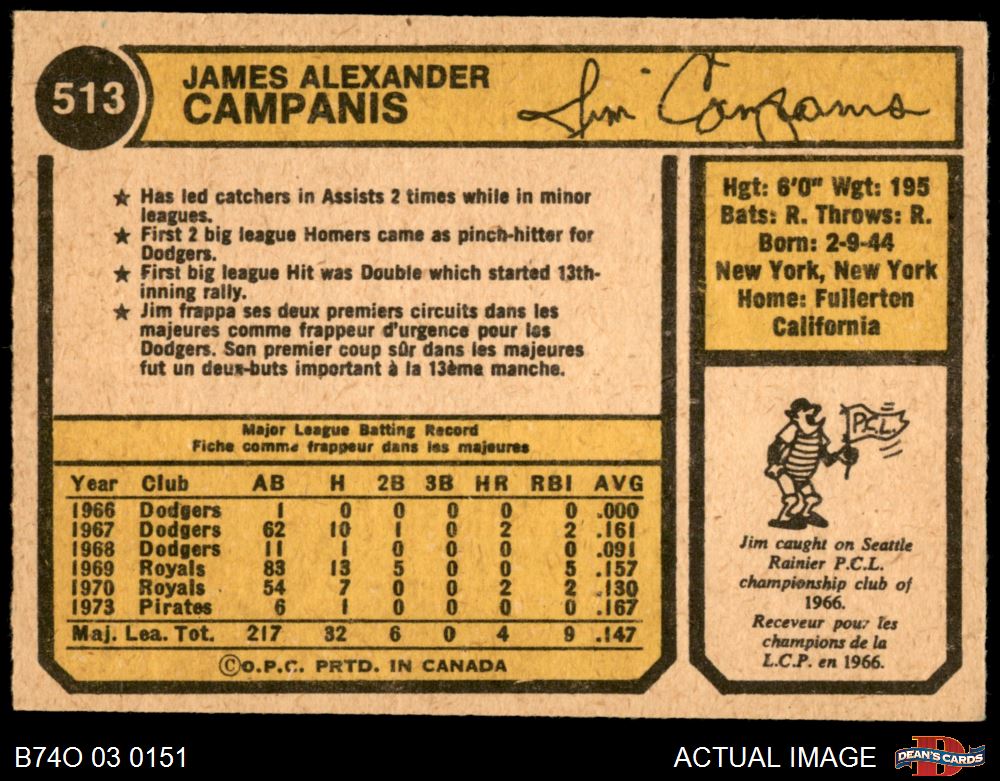 513
JAMES ALEXANDER
CAMPANIS
Jim Campanis
★ Has led catchers in Assists 2 times while in minor
leagues.
★ First 2 big league Homers came as pinch-hitter for
Dodgers.
★ First big league Hit was Double which started 13th-
inning rally.
★ Jim frappa ses deux premiers circuits dans les
majeures comme frappeur d'urgence pour les
Dodgers. Son premier coup sûr dans les majeures
fut un deux-buts important à la 13ème manche.
Hgt: 6'0" Wgt: 195
Bats: R. Throws: R.
Born: 2-9-44
New York, New York
Home: Fullerton
California
Major League Batting Record
Fiche comme frappeur dans les majeures
Year Club AB H 2B 3B HR RBI AVG
1966 Dodgers 1 0 0 0 0 0 .000
1967 Dodgers 62 10 1 0 2 2 .161
1968 Dodgers 11 1 0 0 0 0 .091
1969 Royals 83 13 5 0 0 5 .157
1970 Royals 54 7 0 0 2 2 .130
1973 Pirates 6 1 0 0 0 0 .167
Maj. Lea. Tot. 217 32 6 0 4 9 .147
©O.P.C. PRTD. IN CANADA
P.C.L.
Jim caught on Seattle
Rainier P.C.L.
championship club of
1966.
Receveur pour les
champions de la
L.C.P. en 1966.
B74O 03 0151
ACTUAL IMAGE
DEAN'S CARDS